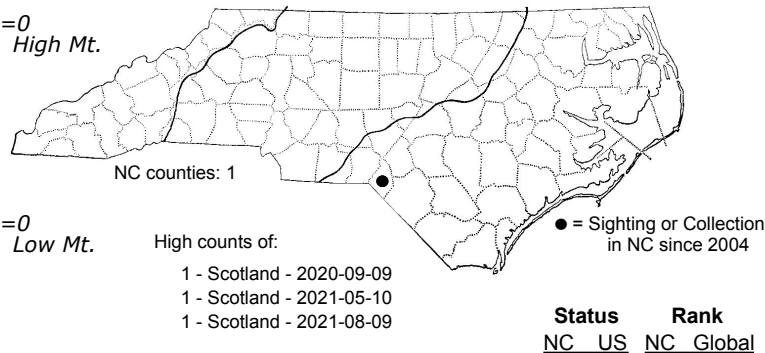 =0
High Mt.
NC counties: 1
=0
Low Mt.
High counts of:
1 - Scotland - 2020-09-09
1 - Scotland - 2021-05-10
1 - Scotland - 2021-08-09
● = Sighting or Collection
in NC since 2004
Status Rank
NC US NC Global